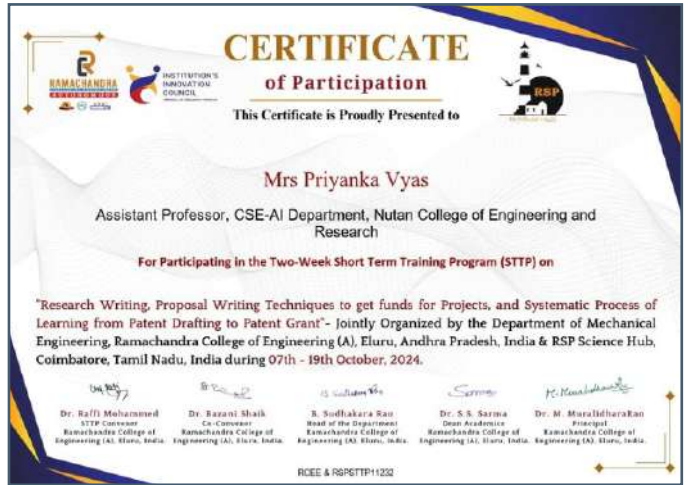 CERTIFICATE
of Participation
This Certificate is Proudly Presented to
RAMACHANDRA
AUTONOMOUS
INSTITUTION'S
INNOVATION
COUNCIL
RSP
Mrs Priyanka Vyas
Assistant Professor, CSE-AI Department, Nutan College of Engineering and
Research
For Participating in the Two-Week Short Term Training Program (STTP) on
"Research Writing, Proposal Writing Techniques to get funds for Projects, and Systematic Process of
Learning from Patent Drafting to Patent Grant"- Jointly Organized by the Department of Mechanical
Engineering, Ramachandra College of Engineering (A), Eluru, Andhra Pradesh, India & RSP Science Hub,
Coimbatore, Tamil Nadu, India during 07th - 19th October, 2024.
Dr. Raffi Mohammed
STTP Convener
Ramachandra College of
Engineering (A), Eluru, India.
Dr. Bazani Shaik
Co-Convener
Ramachandra College of
Engineering (A), Eluru, India.
B. Sudhakara Rao
Head of the Department
Ramachandra College of
Engineering (A), Eluru, India.
Dr. S.S. Sarma
Dean Academics
Ramachandra College of
Engineering (A), Eluru, India.
Dr. M. MuralidharaRao
Principal
Ramachandra College of
Engineering (A), Eluru, India.
RCEE & RSPSTTP11232